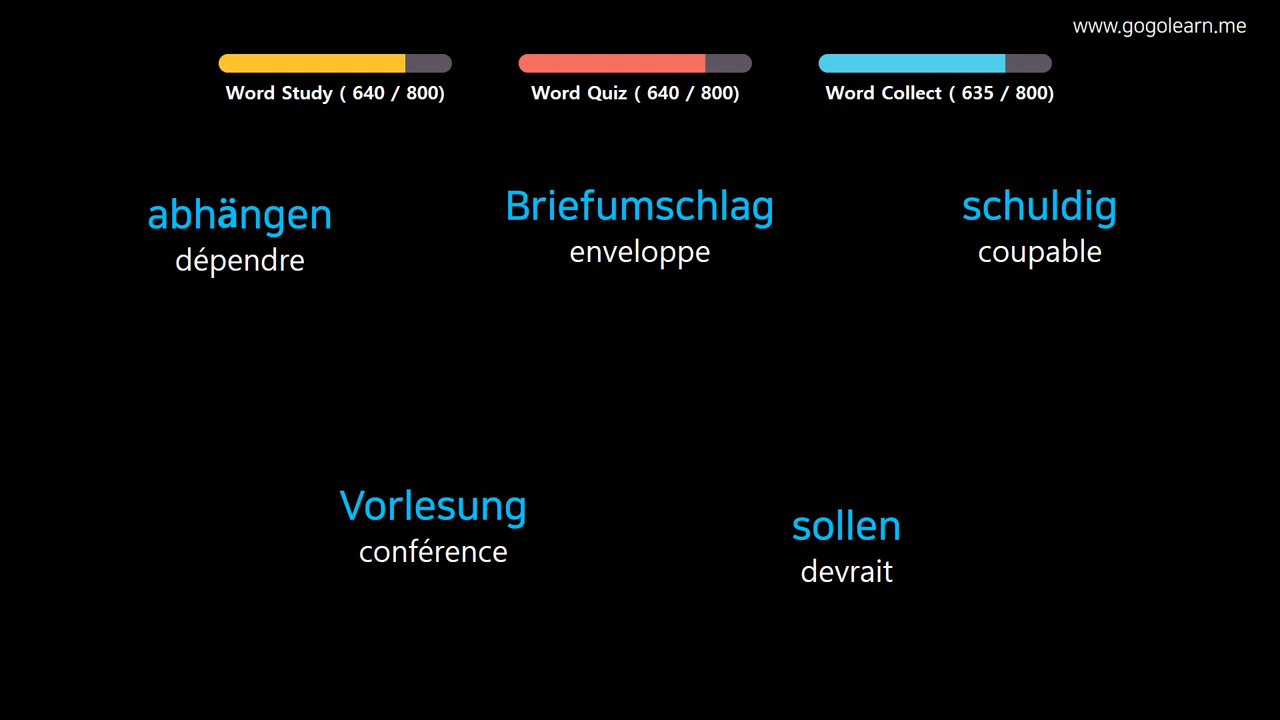 www.gogolearn.me
Word Study ( 640 / 800)
Word Quiz ( 640 / 800)
Word Collect ( 635 / 800)
abhängen
dépendre
Briefumschlag
enveloppe
schuldig
coupable
Vorlesung
conférence
sollen
devrait